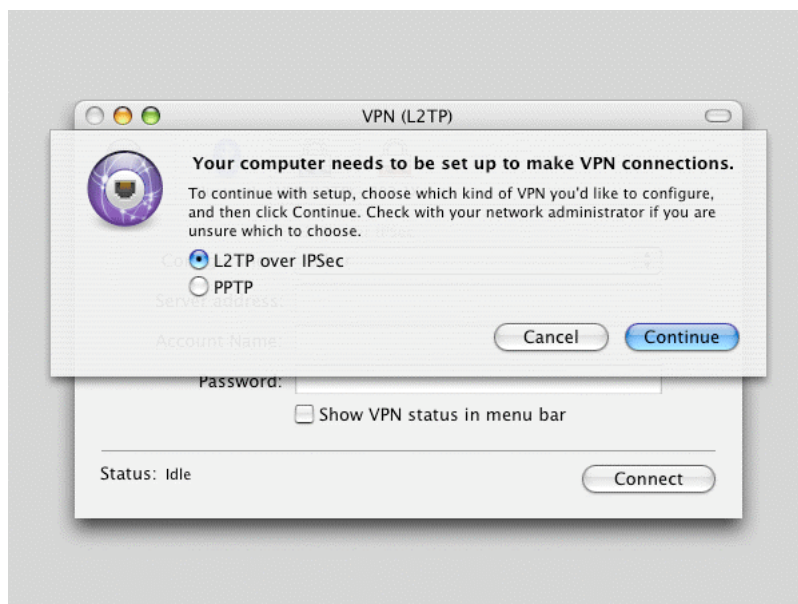 VPN (L2TP)
Your computer needs to be set up to make VPN connections.
To continue with setup, choose which kind of VPN you'd like to configure,
and then click Continue. Check with your network administrator if you are
unsure which to choose.
L2TP over IPSec
PPTP
Server address:
Cancel
Continue
Account Name:
Password:
Show VPN status in menu bar
Status: Idle
Connect